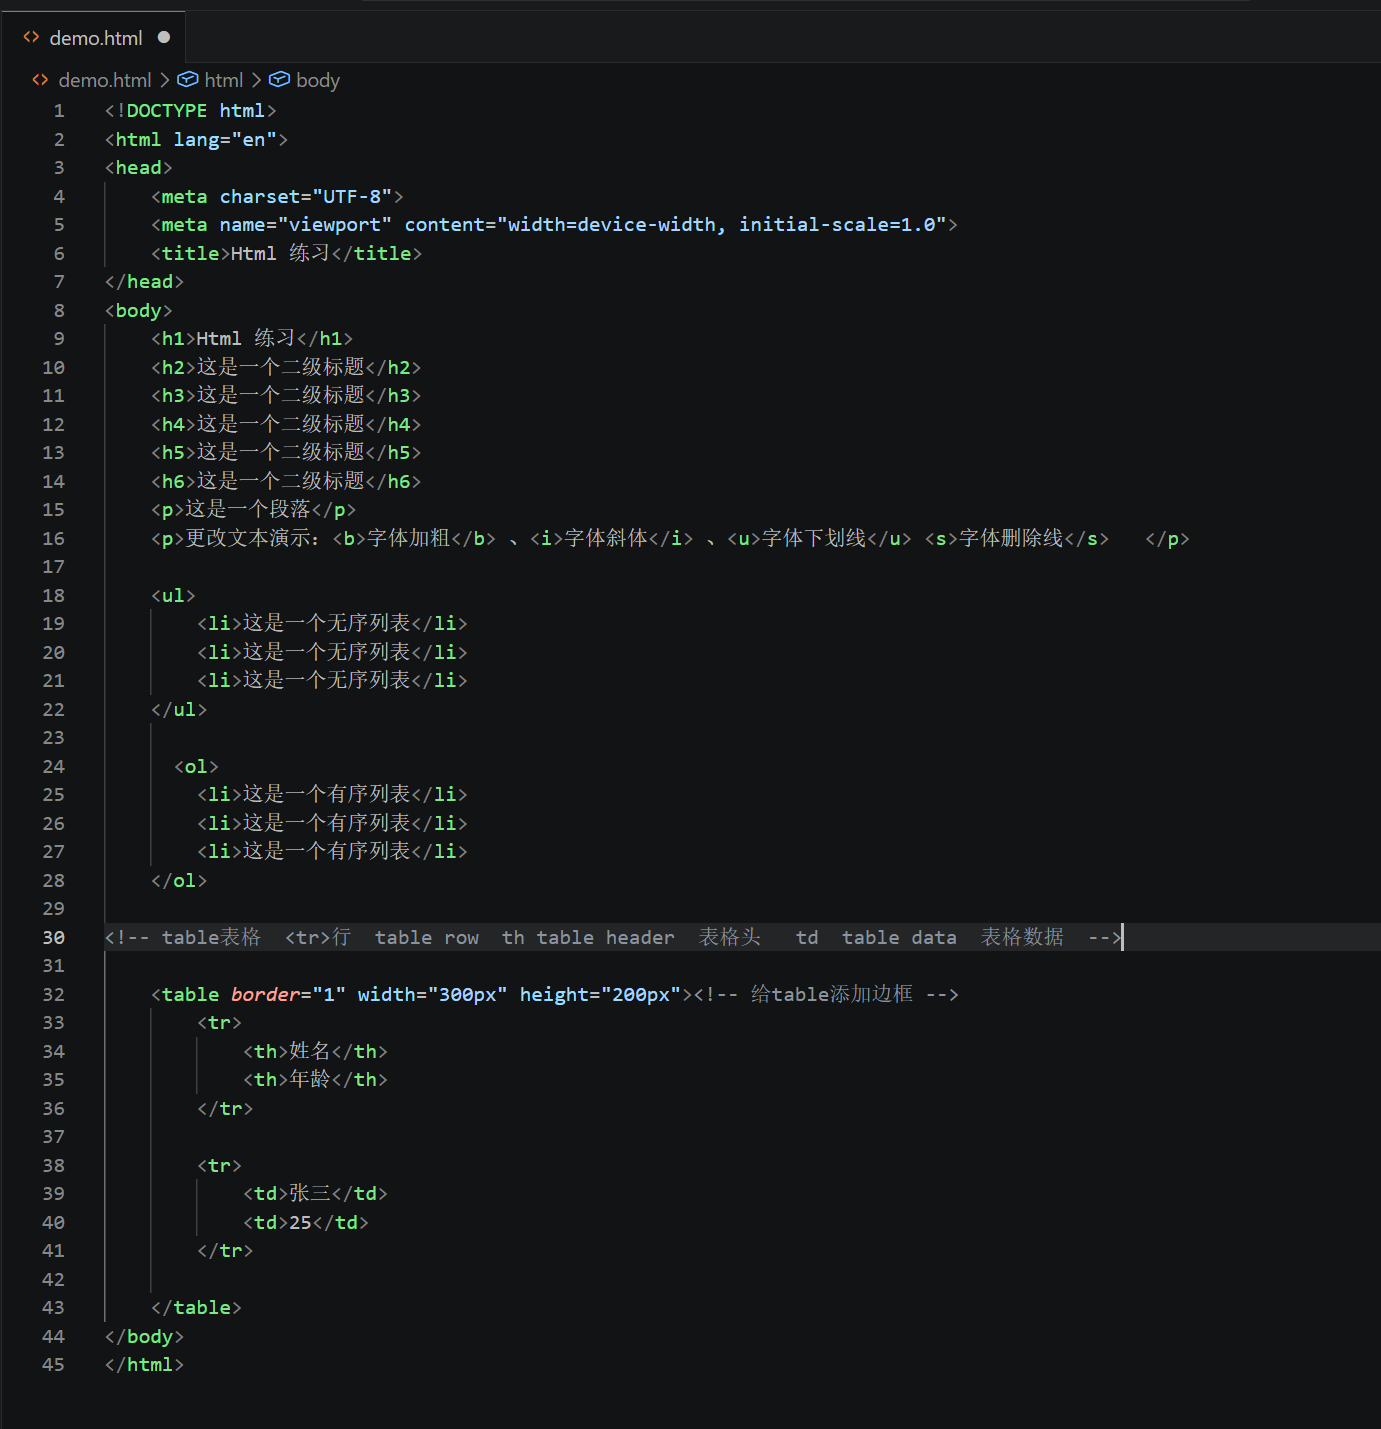 demo.html
demo.html > html > body
1 <!DOCTYPE html>
2 <html lang="en">
3 <head>
4     <meta charset="UTF-8">
5     <meta name="viewport" content="width=device-width, initial-scale=1.0">
6     <title>Html 练习</title>
7 </head>
8 <body>
9     <h1>Html 练习</h1>
10     <h2>这是一个二级标题</h2>
11     <h3>这是一个二级标题</h3>
12     <h4>这是一个二级标题</h4>
13     <h5>这是一个二级标题</h5>
14     <h6>这是一个二级标题</h6>
15     <p>这是一个段落</p>
16     <p>更改文本演示：<b>字体加粗</b> 、<i>字体斜体</i> 、<u>字体下划线</u> <s>字体删除线</s>   </p>
17
18     <ul>
19         <li>这是一个无序列表</li>
20         <li>这是一个无序列表</li>
21         <li>这是一个无序列表</li>
22     </ul>
23
24       <ol>
25         <li>这是一个有序列表</li>
26         <li>这是一个有序列表</li>
27         <li>这是一个有序列表</li>
28     </ol>
29
30 <!-- table表格  <tr>行  table row  th table header  表格头   td  table data  表格数据  -->
31
32     <table border="1" width="300px" height="200px"><!-- 给table添加边框 -->
33         <tr>
34             <th>姓名</th>
35             <th>年龄</th>
36         </tr>
37
38         <tr>
39             <td>张三</td>
40             <td>25</td>
41         </tr>
42
43     </table>
44 </body>
45 </html>